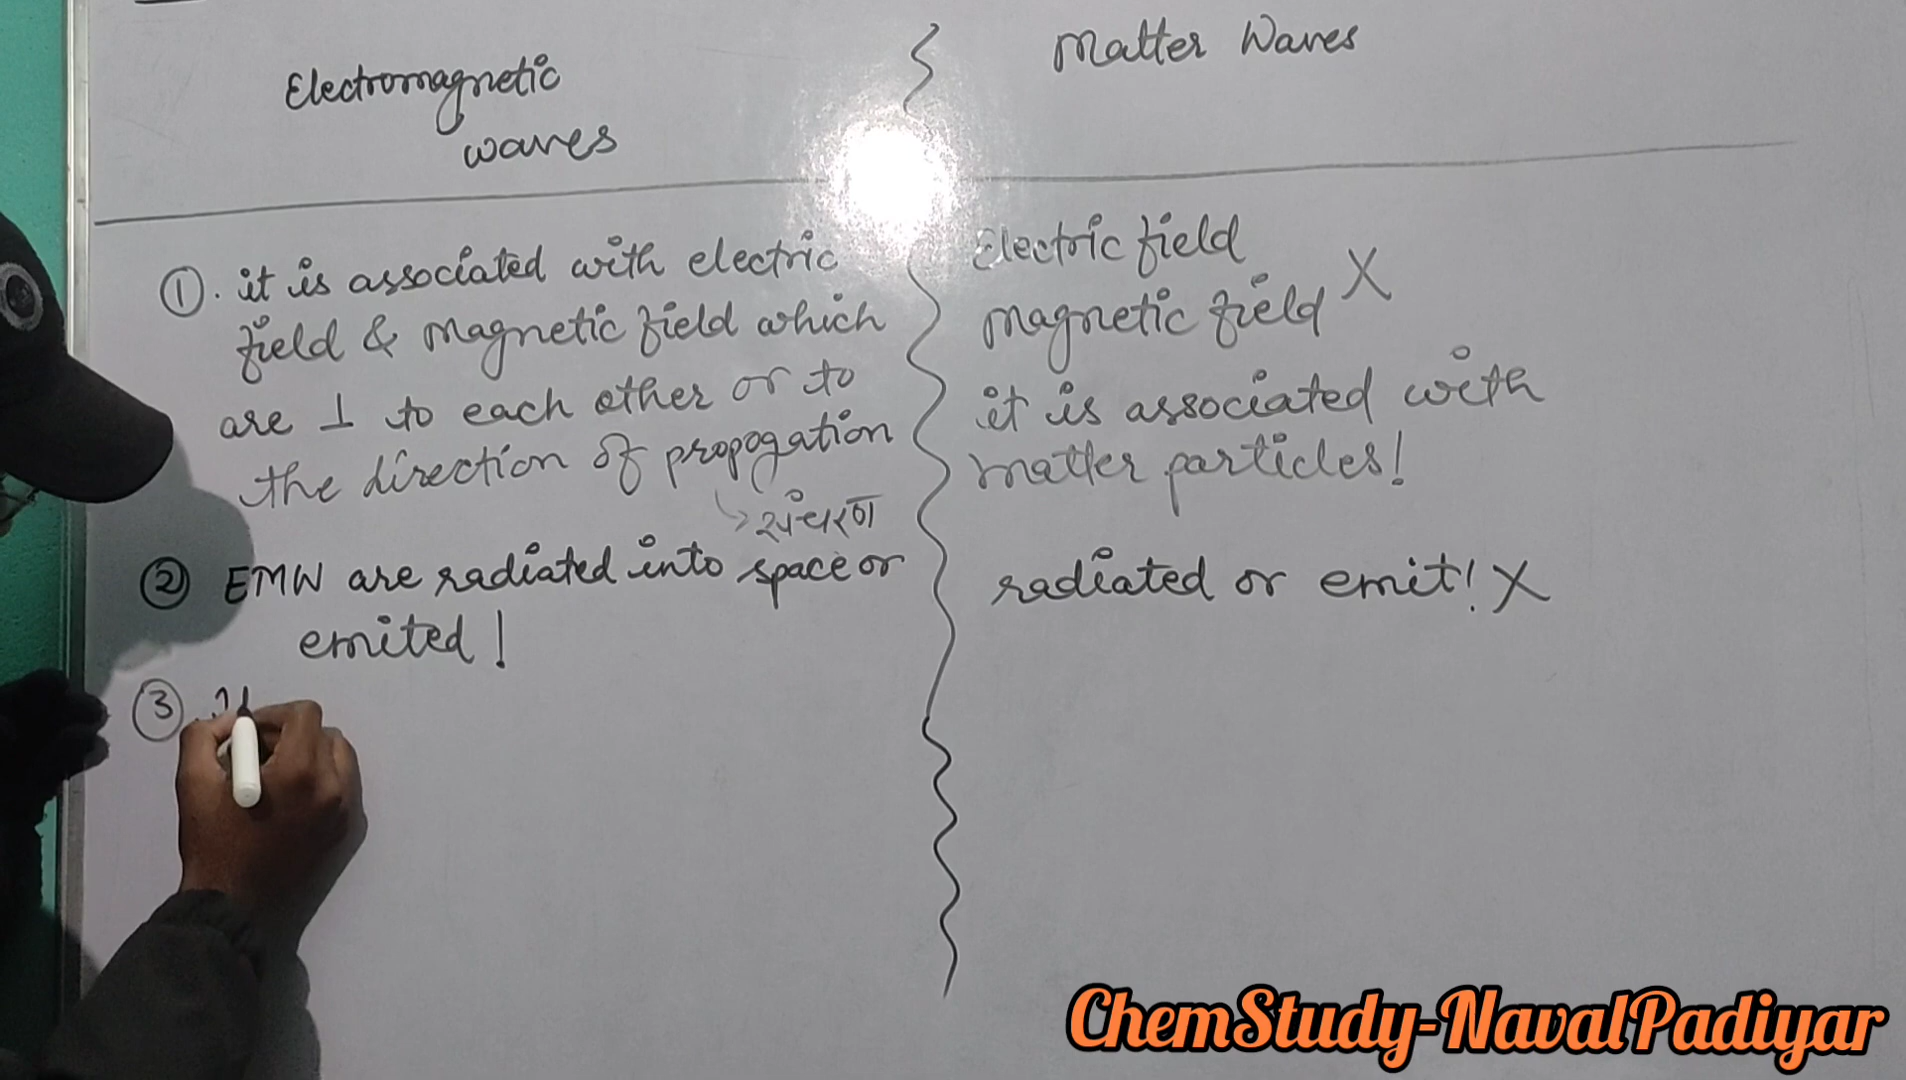 Electromagnetic
waves
Matter Waves
①. it is associated with electric
field & Magnetic field which
are ⊥ to each other or to
the direction of propogation
→ संचरण
② EMW are radiated into space or
emited !
③.
Electric field
magnetic field X
it is associated with
matter particles!
radiated or emit! X
ChemStudy-NavalPadiyar